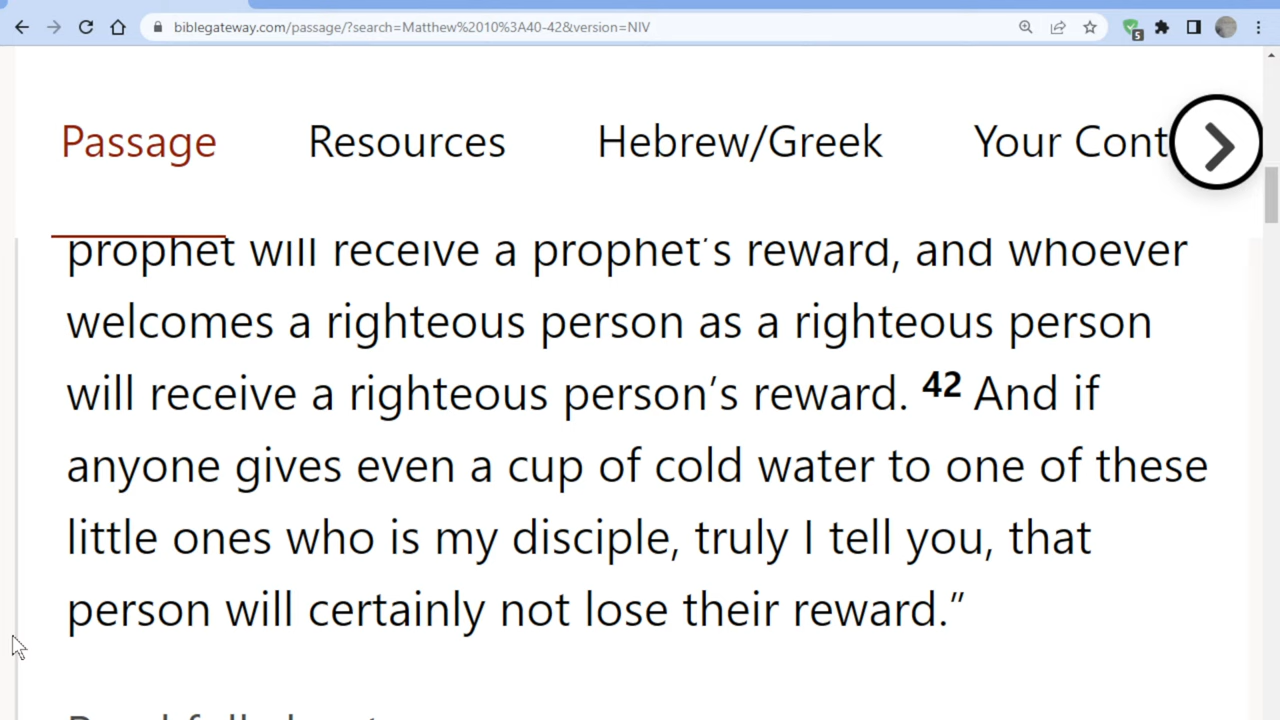 biblegateway.com/passage/?search=Matthew%2010%3A40-42&version=NIV
5
Passage Resources Hebrew/Greek Your Cont
prophet will receive a prophet’s reward, and whoever
welcomes a righteous person as a righteous person
will receive a righteous person’s reward. 42 And if
anyone gives even a cup of cold water to one of these
little ones who is my disciple, truly I tell you, that
person will certainly not lose their reward.”